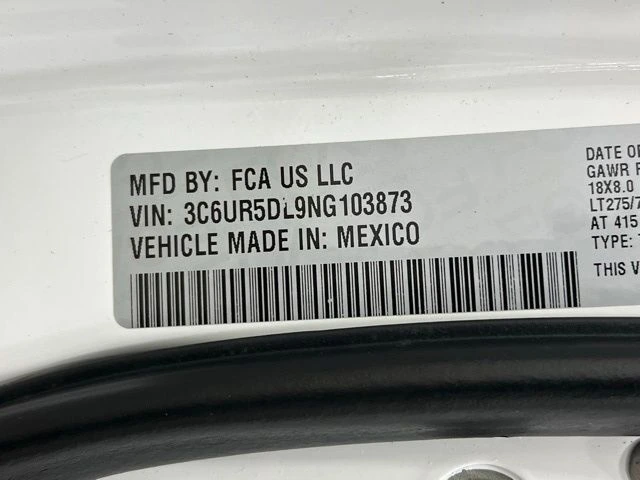 MFD BY: FCA US LLC
VIN: 3C6UR5DL9NG103873
VEHICLE MADE IN: MEXICO
DATE OF
GAWR F
18X8.0
LT275/7
AT 415
TYPE:
THIS V